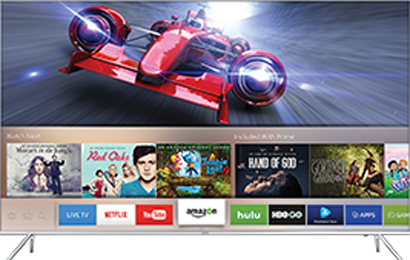 Watch Next
Included With Prime
Mozart in the Jungle
Red Oaks
HAND OF GOD
LIVE TV
NETFLIX
YouTube
amazon
hulu
HBO GO
APPS
GAM